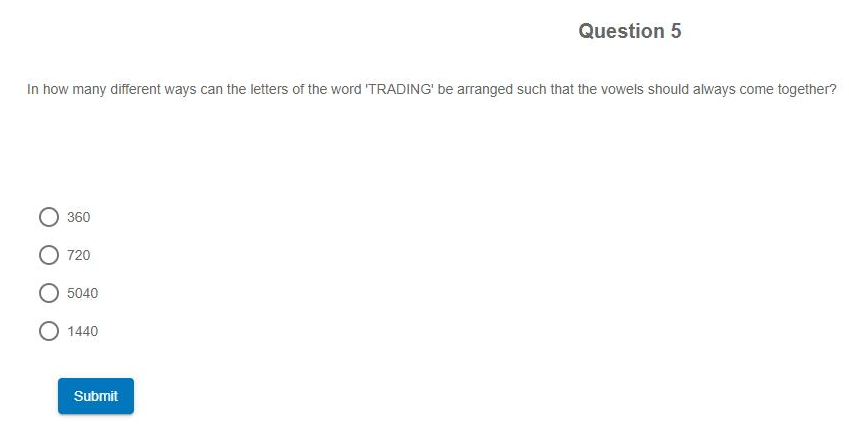 Question 5
In how many different ways can the letters of the word 'TRADING' be arranged such that the vowels should always come together?
360
720
5040
1440
Submit